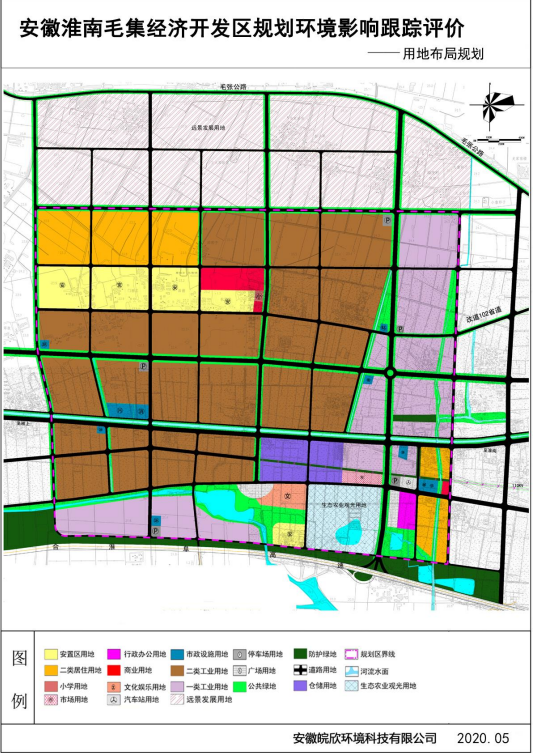 安徽淮南毛集经济开发区规划环境影响跟踪评价
——用地布局规划
毛张公路
毛张公路
远景发展用地
改道102省道
P
P
P
生态农业观光用地
文
P
P
合淮阜高速
图例
安置区用地 行政办公用地 市政设施用地 停车场用地 防护绿地 规划区界线
二类居住用地 商业用地 二类工业用地 广场用地 道路用地 河流水面
小学用地 文化娱乐用地 一类工业用地 公共绿地 仓储用地 生态农业观光用地
市场用地 汽车站用地 远景发展用地
安徽皖欣环境科技有限公司 2020.05